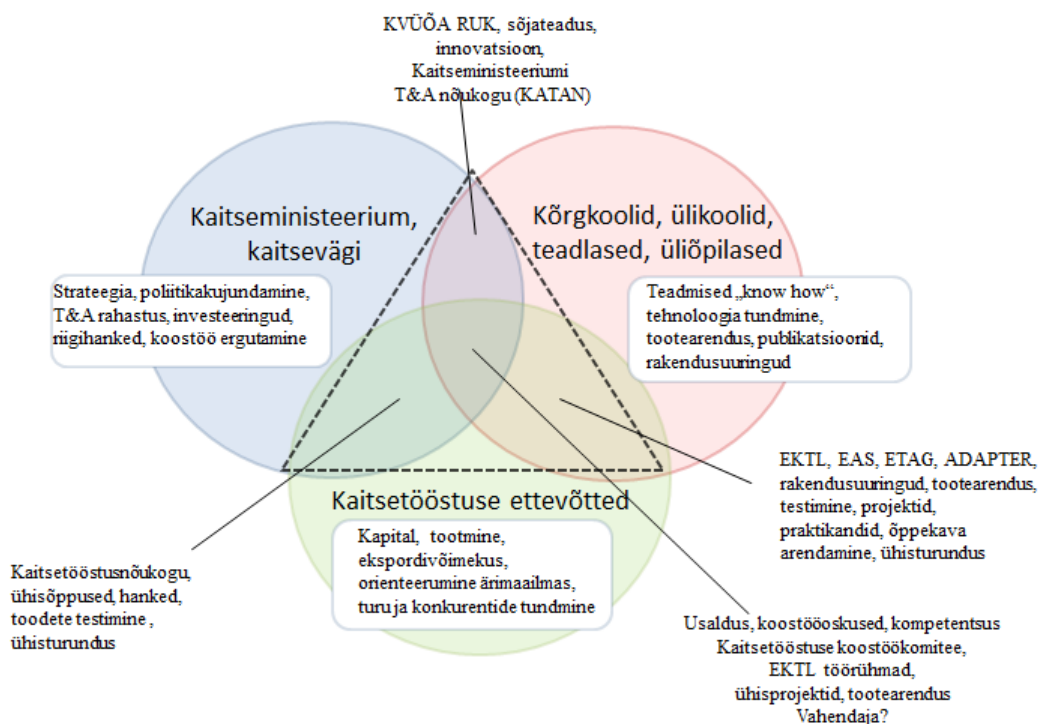 KVÜÕA RUK, sõjateadus,
innovatsioon,
Kaitseministeeriumi
T&A nõukogu (KATAN)
Kaitseministeerium,
kaitsevägi
Strateegia, poliitikakujundamine,
T&A rahastus, investeeringud,
riigihanked, koostöö ergutamine
Kõrgkoolid, ülikoolid,
teadlased, üliõpilased
Teadmised „know how“,
tehnoloogia tundmine,
tootearendus, publikatsioonid,
rakendusuuringud
Kaitsetööstuse ettevõtted
Kapital, tootmine,
ekspordivõimekus,
orienteerumine ärimaailmas,
turu ja konkurentide tundmine
EKTL, EAS, ETAG, ADAPTER,
rakendusuuringud, tootearendus,
testimine, projektid,
praktikandid, õppekava
arendamine, ühisturundus
Kaitsetööstusnõukogu,
ühisõppused, hanked,
toodete testimine ,
ühisturundus
Usaldus, koostööoskused, kompetentsus
Kaitsetööstuse koostöökomitee,
EKTL töörühmad,
ühisprojektid, tootearendus
Vahendaja?